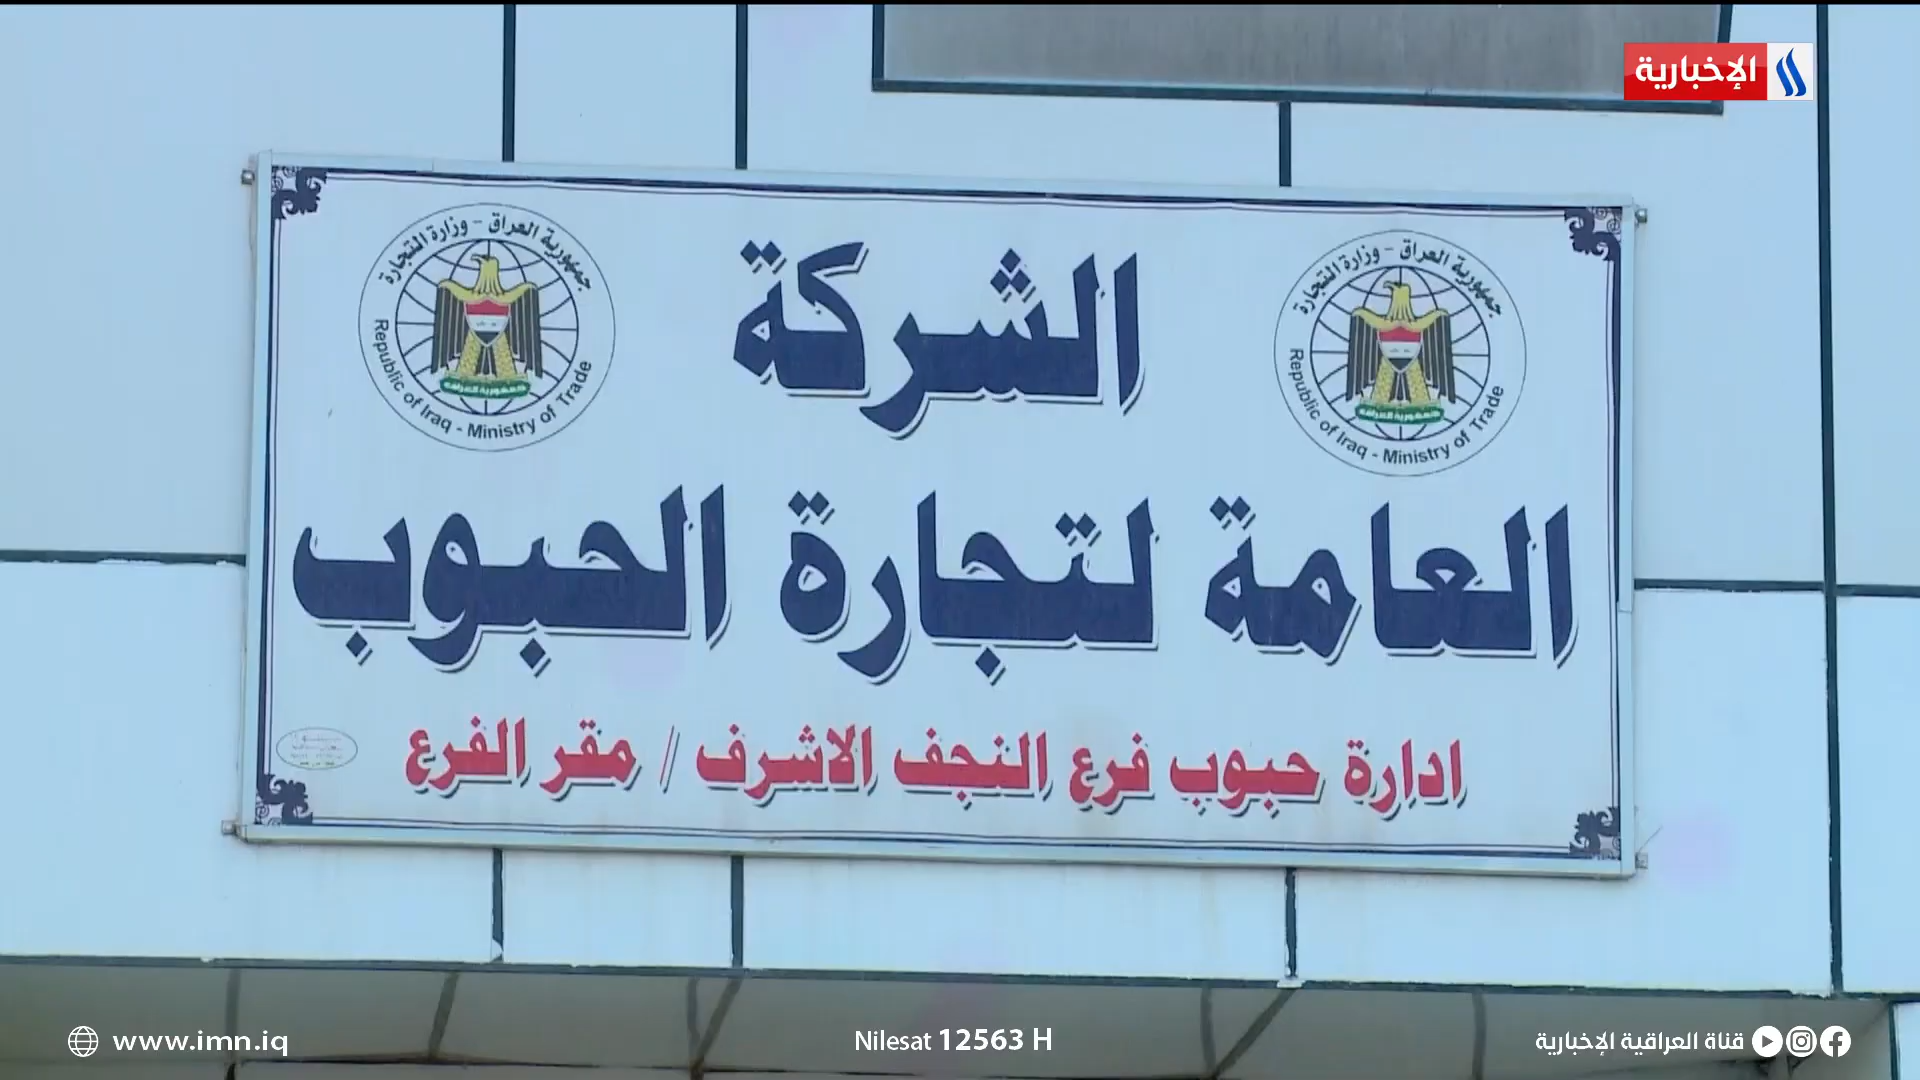 الإخبارية
جمهورية العراق - وزارة التجارة
Republic of Iraq - Ministry of Trade
جمهورية العراق - وزارة التجارة
Republic of Iraq - Ministry of Trade
الشركة
العامة لتجارة الحبوب
ادارة حبوب فرع النجف الاشرف / مقر الفرع
www.imn.iq
Nilesat 12563 H
قناة العراقية الإخبارية